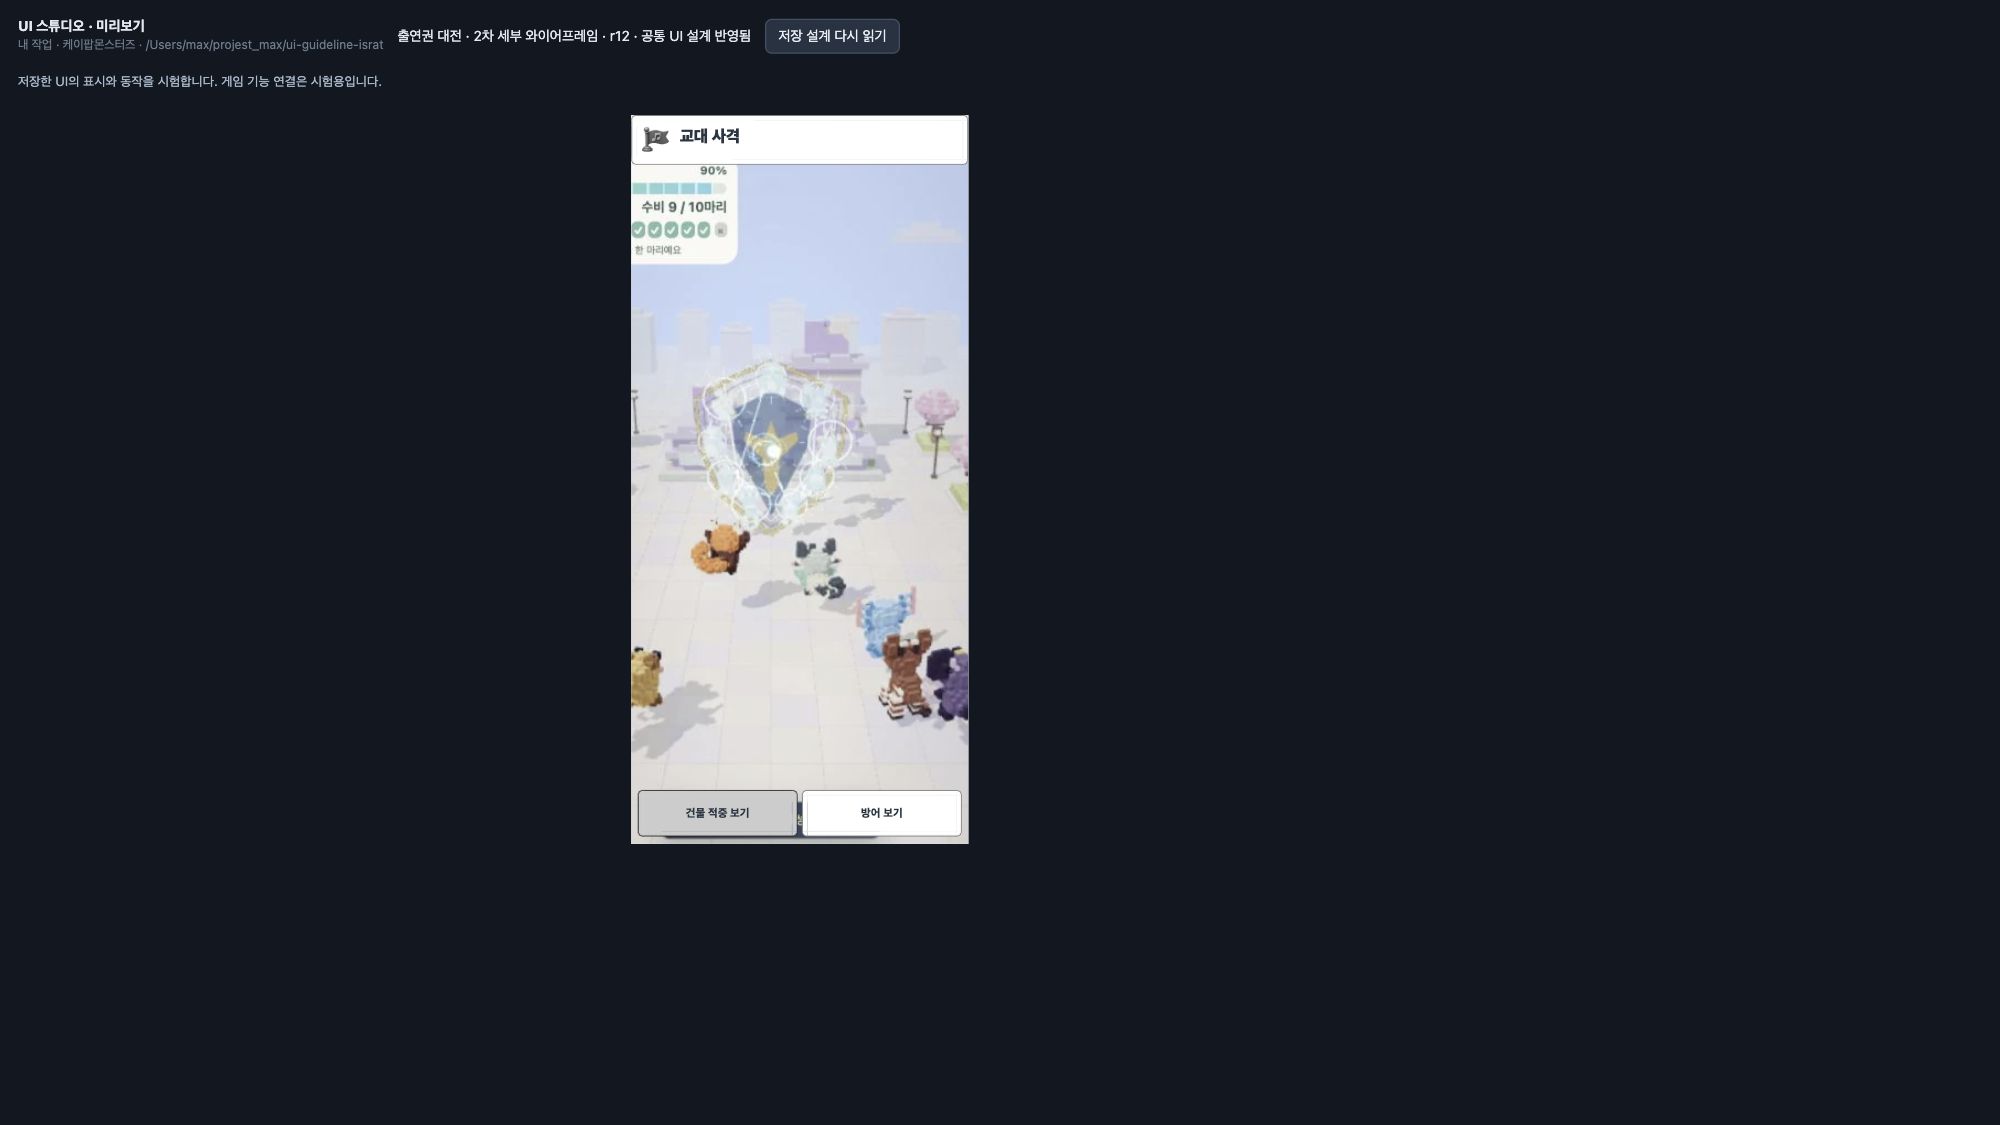 UI 스튜디오 · 미리보기
내 작업 · 케이팝몬스터즈 · /Users/max/projest_max/ui-guideline-israt
출연권 대전 · 2차 세부 와이어프레임 · r12 · 공통 UI 설계 반영됨
저장 설계 다시 읽기
저장한 UI의 표시와 동작을 시험합니다. 게임 기능 연결은 시험용입니다.
교대 사격
90%
수비 9 / 10마리
한 마리예요
건물 적중 보기
방어 보기